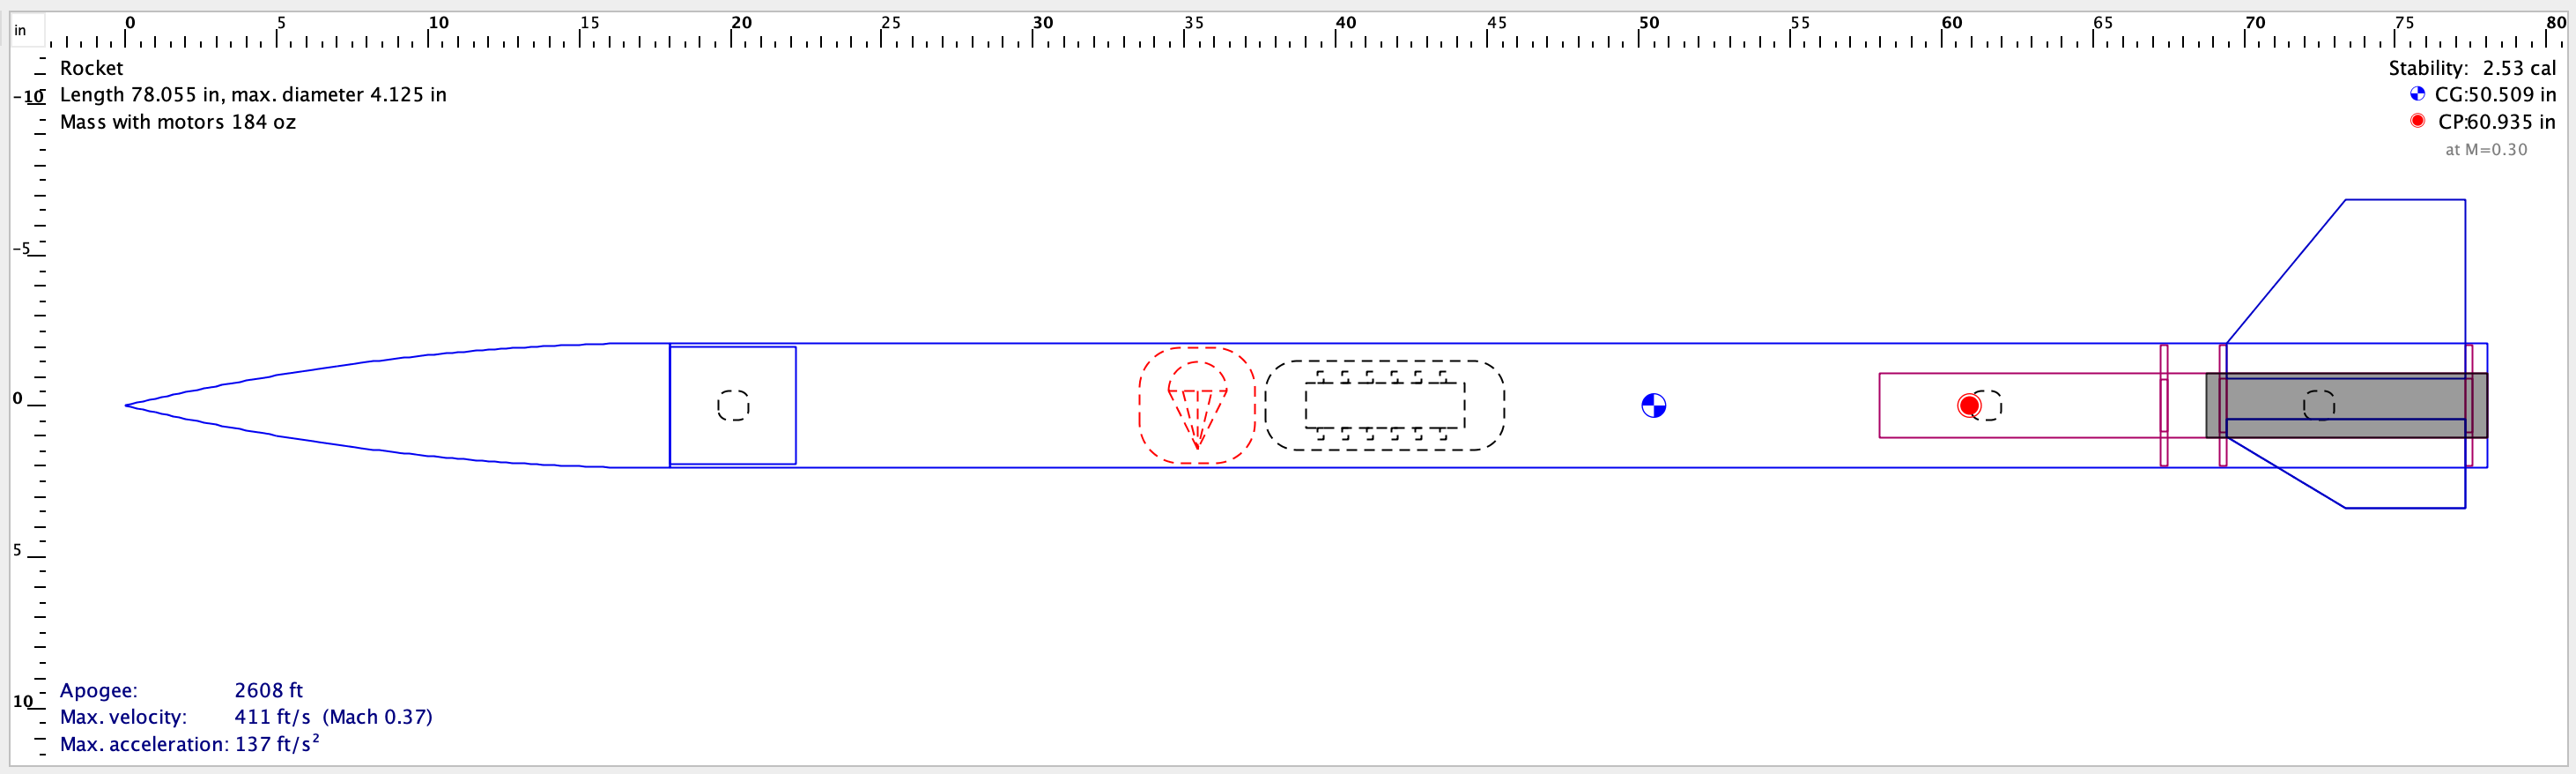 in
0 5 10 15 20 25 30 35 40 45 50 55 60 65 70 75 80
Rocket
Length 78.055 in, max. diameter 4.125 in
Mass with motors 184 oz
Stability: 2.53 cal
CG:50.509 in
CP:60.935 in
at M=0.30
-10
-5
0
5
10
Apogee: 2608 ft
Max. velocity: 411 ft/s (Mach 0.37)
Max. acceleration: 137 ft/s²